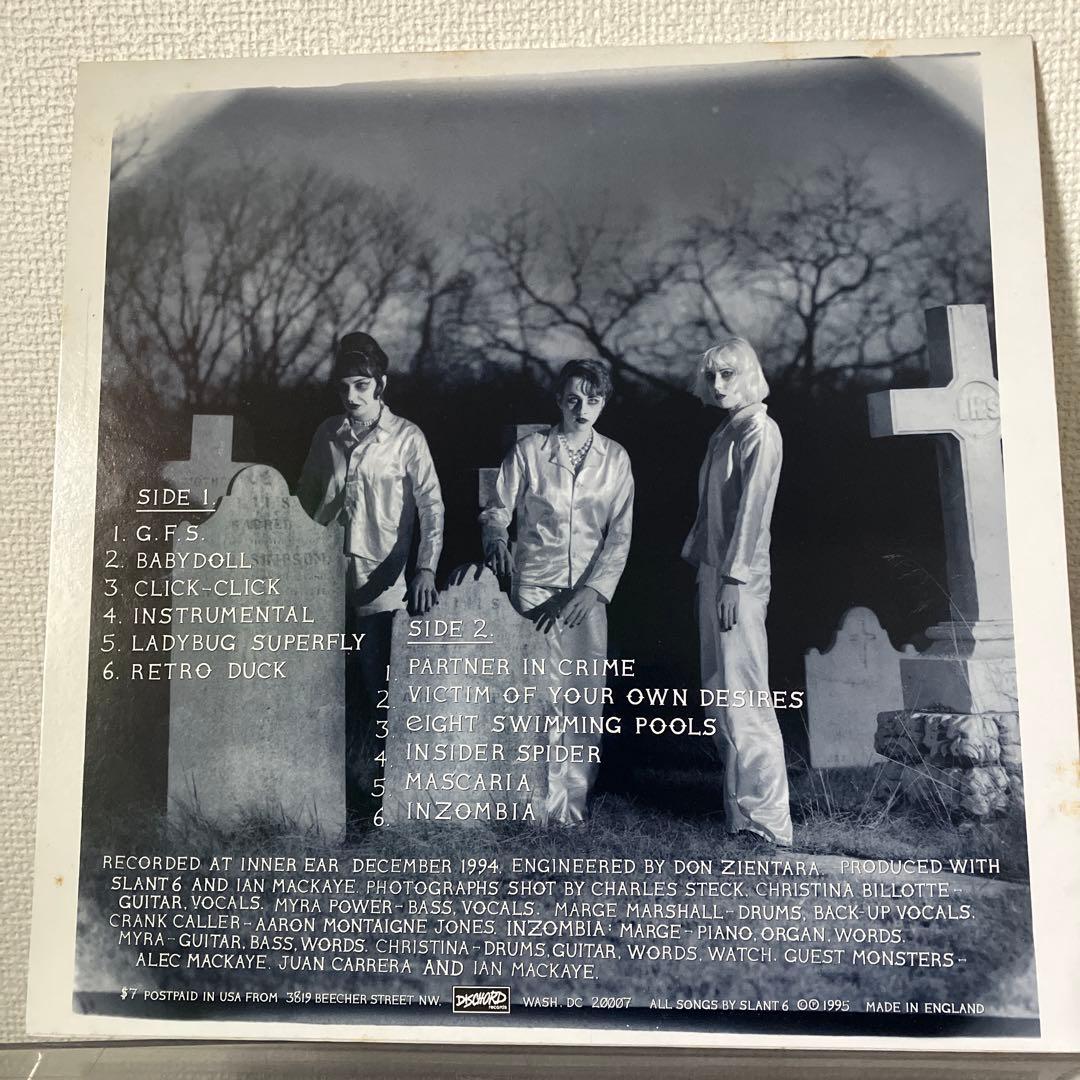 IHS
SIDE 1.
1. G.F.S.
2. BABYDOLL
3. CLICK-CLICK
4. INSTRUMENTAL
5. LADYBUG SUPERFLY
6. RETRO DUCK
SIDE 2.
1. PARTNER IN CRIME
2. VICTIM OF YOUR OWN DESIRES
3. eIGHT SWIMMING POOLS
4. INSIDER SPIDER
5. MASCARIA
6. INZOMBIA
RECORDED AT INNER EAR DECEMBER 1994. ENGINEERED BY DON ZIENTARA. PRODUCED WITH
SLANT 6 AND IAN MACKAYE. PHOTOGRAPHS SHOT BY CHARLES STECK. CHRISTINA BILLOTTE-
GUITAR, VOCALS. MYRA POWER-BASS, VOCALS. MARGE MARSHALL-DRUMS, BACK-UP VOCALS.
CRANK CALLER-AARON MONTAIGNE JONES. INZOMBIA: MARGE-PIANO, ORGAN, WORDS.
MYRA-GUITAR, BASS, WORDS. CHRISTINA-DRUMS, GUITAR, WORDS, WATCH. GUEST MONSTERS-
ALEC MACKAYE, JUAN CARRERA AND IAN MACKAYE.
$7 POSTPAID IN USA FROM 3819 BEECHER STREET NW. DISCHORD records WASH, DC 20007 ALL SONGS BY SLANT 6 ©℗ 1995 MADE IN ENGLAND